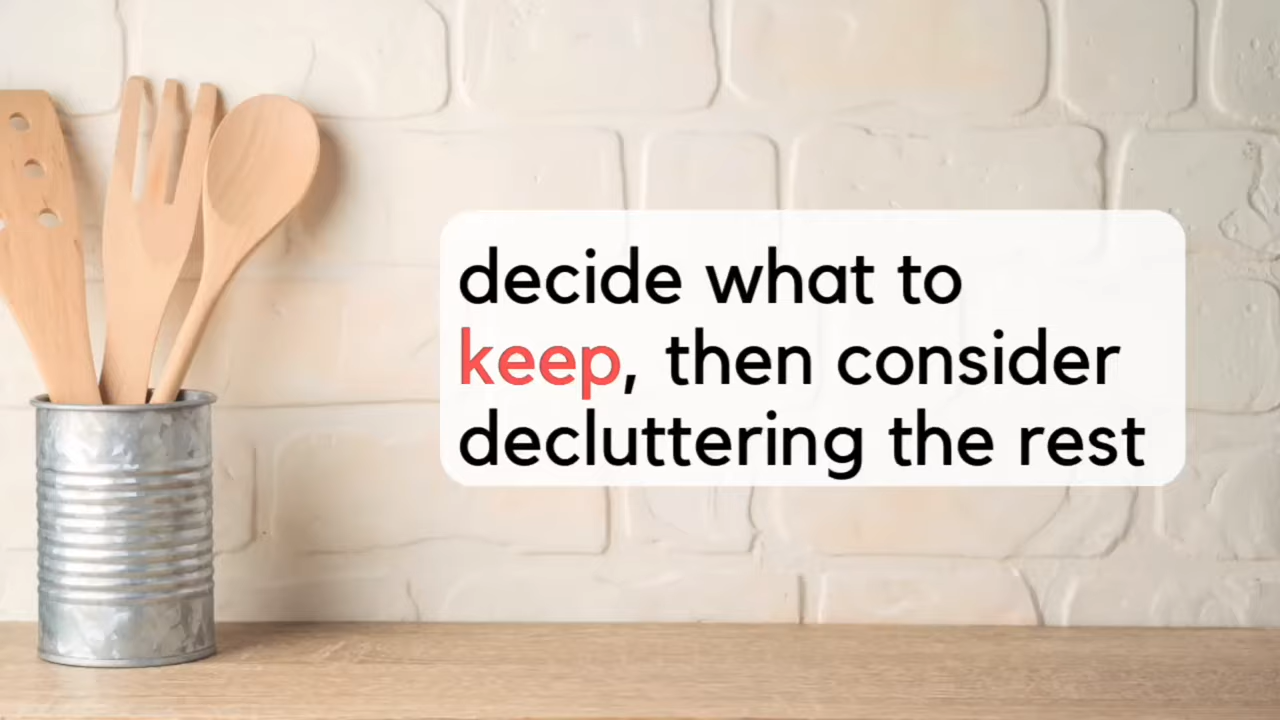 decide what to
keep, then consider
decluttering the rest